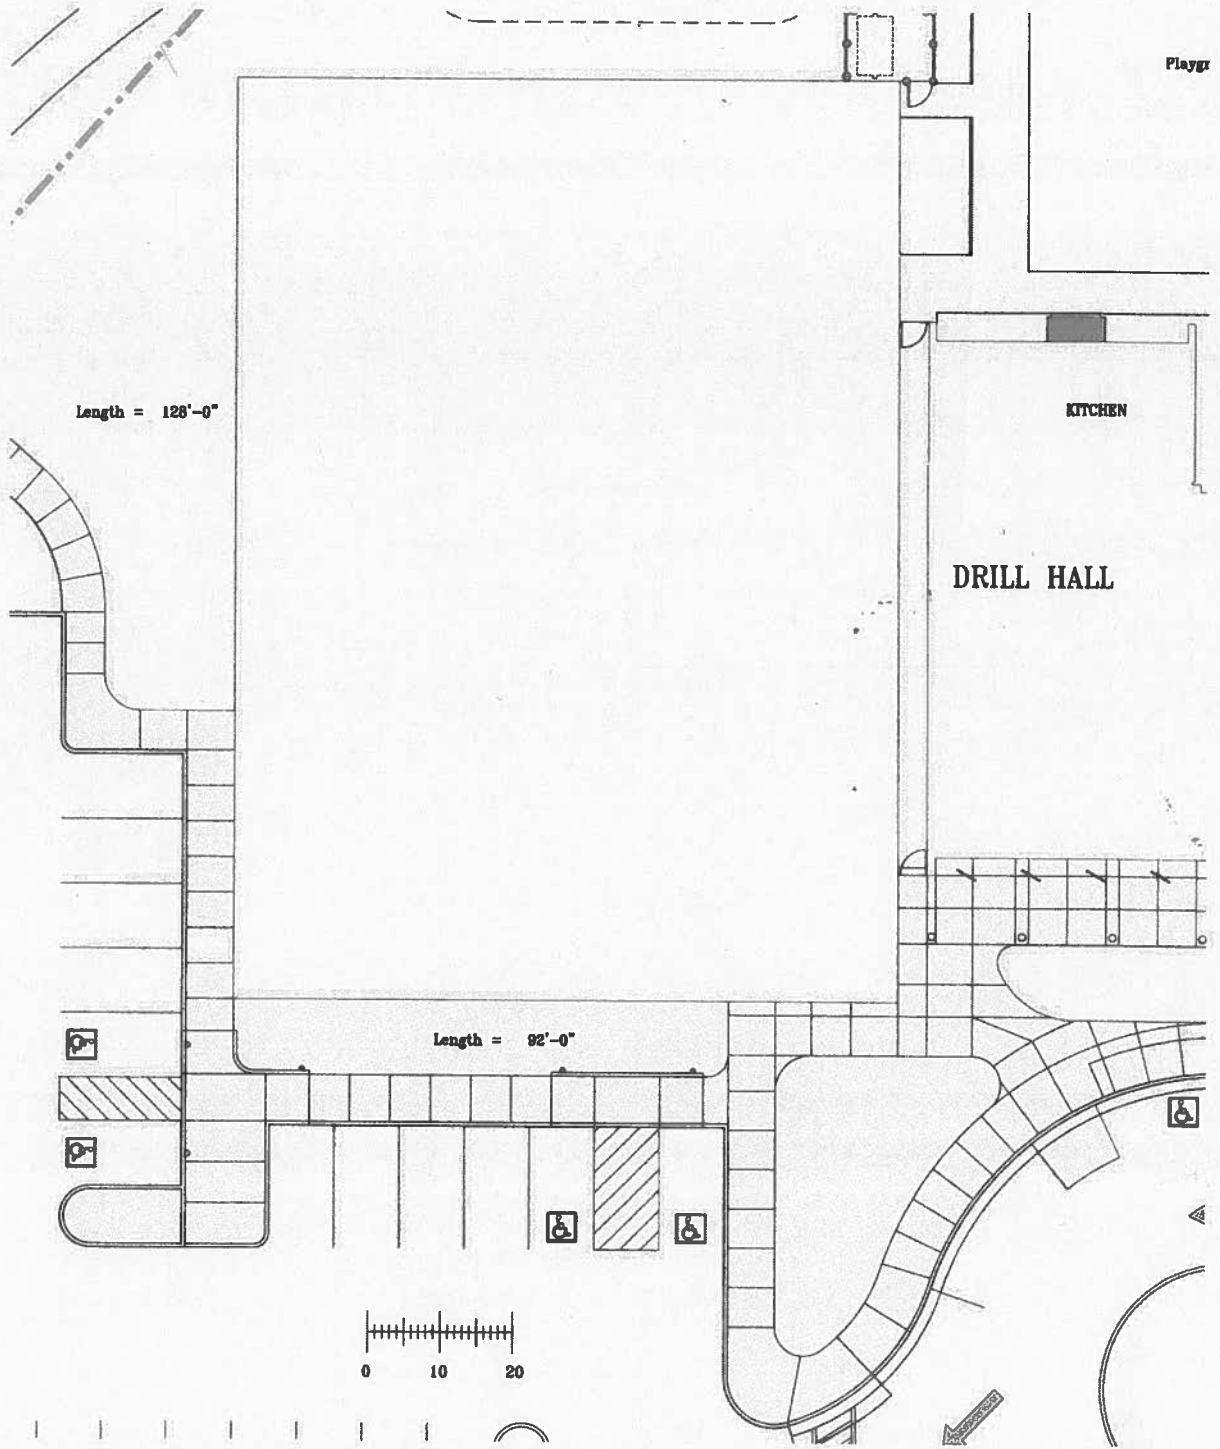 Playgr
Length = 128'-0"
KITCHEN
DRILL HALL
Length = 92'-0"
0 10 20